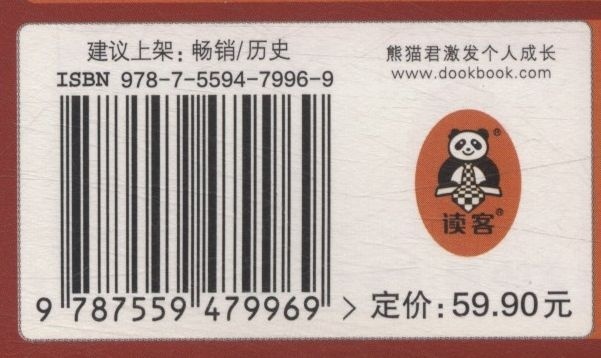 建议上架：畅销/历史
ISBN 978-7-5594-7996-9
9 787559 479969 >
熊猫君激发个人成长
www.dookbook.com
读客®
定价：59.90元